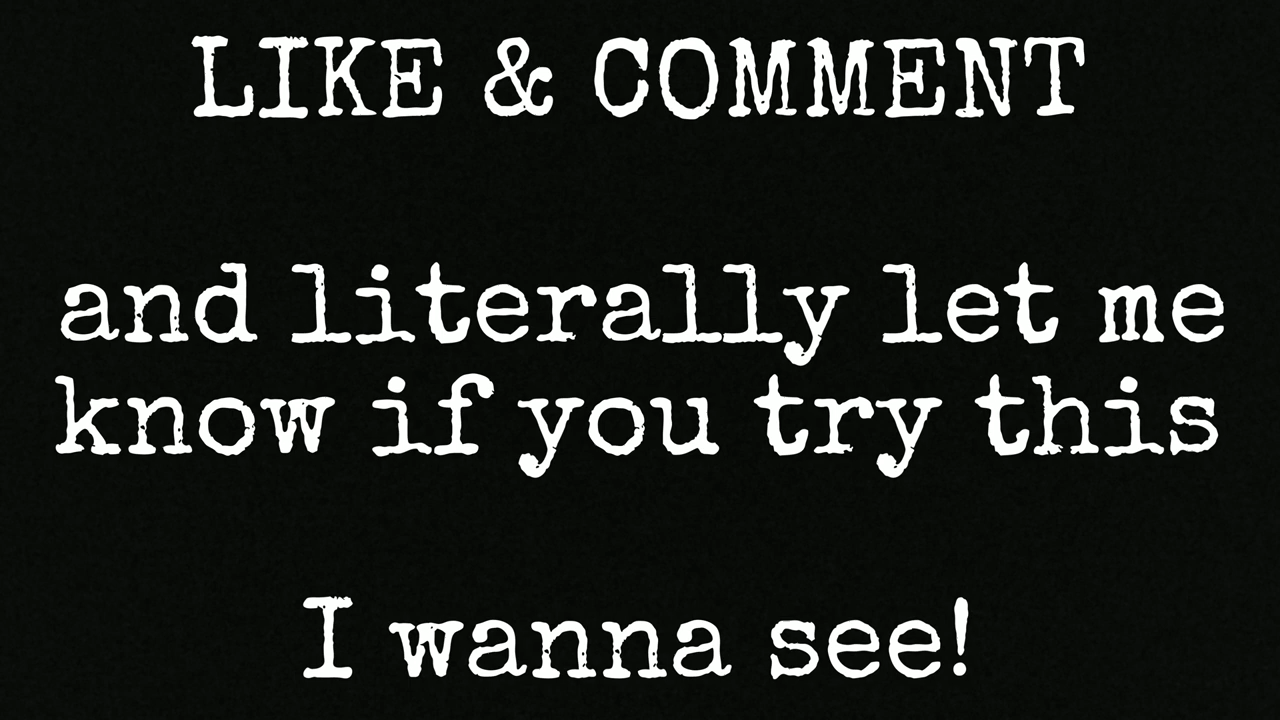 LIKE & COMMENT
and literally let me
know if you try this
I wanna see!